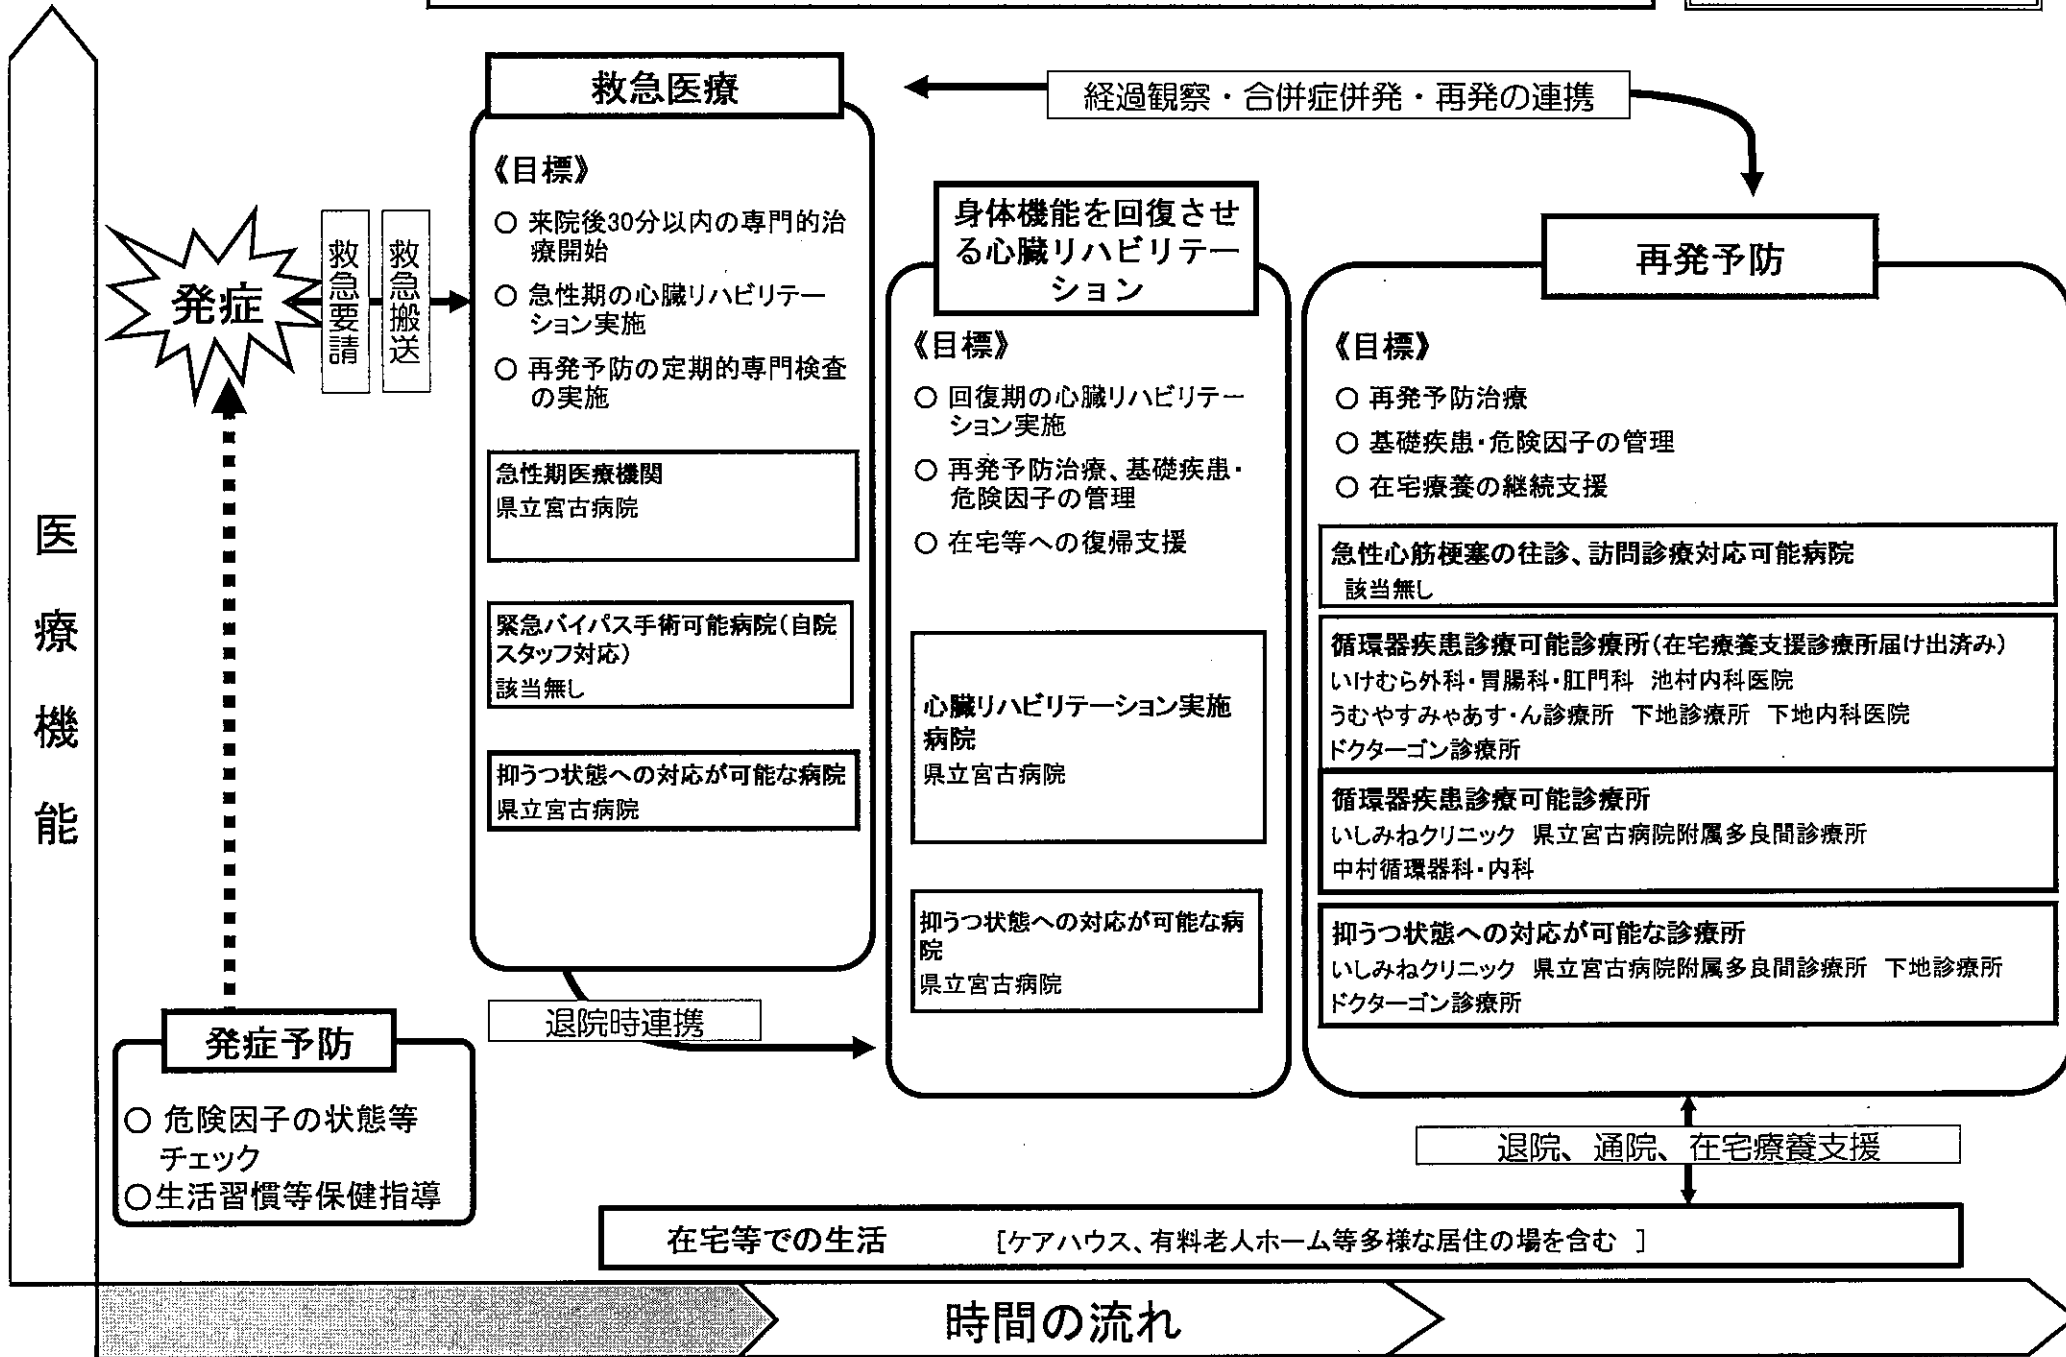 救急医療
経過観察・合併症併発・再発の連携
《目標》
○ 来院後30分以内の専門的治
療開始
○ 急性期の心臓リハビリテー
ション実施
○ 再発予防の定期的専門検査
の実施
急性期医療機関
県立宮古病院
緊急バイパス手術可能病院(自院
スタッフ対応)
該当無し
抑うつ状態への対応が可能な病院
県立宮古病院
発症
救急要請
救急搬送
身体機能を回復させ
る心臓リハビリテー
ション
《目標》
○ 回復期の心臓リハビリテー
ション実施
○ 再発予防治療、基礎疾患・
危険因子の管理
○ 在宅等への復帰支援
心臓リハビリテーション実施
病院
県立宮古病院
抑うつ状態への対応が可能な病
院
県立宮古病院
再発予防
《目標》
○ 再発予防治療
○ 基礎疾患・危険因子の管理
○ 在宅療養の継続支援
急性心筋梗塞の往診、訪問診療対応可能病院
該当無し
循環器疾患診療可能診療所(在宅療養支援診療所届け出済み)
いけむら外科・胃腸科・肛門科 池村内科医院
うむやすみゃあす・ん診療所 下地診療所 下地内科医院
ドクターゴン診療所
循環器疾患診療可能診療所
いしみねクリニック 県立宮古病院附属多良間診療所
中村循環器科・内科
抑うつ状態への対応が可能な診療所
いしみねクリニック 県立宮古病院附属多良間診療所 下地診療所
ドクターゴン診療所
医療機能
退院時連携
発症予防
○ 危険因子の状態等
チェック
○生活習慣等保健指導
退院、通院、在宅療養支援
在宅等での生活 [ケアハウス、有料老人ホーム等多様な居住の場を含む ]
時間の流れ